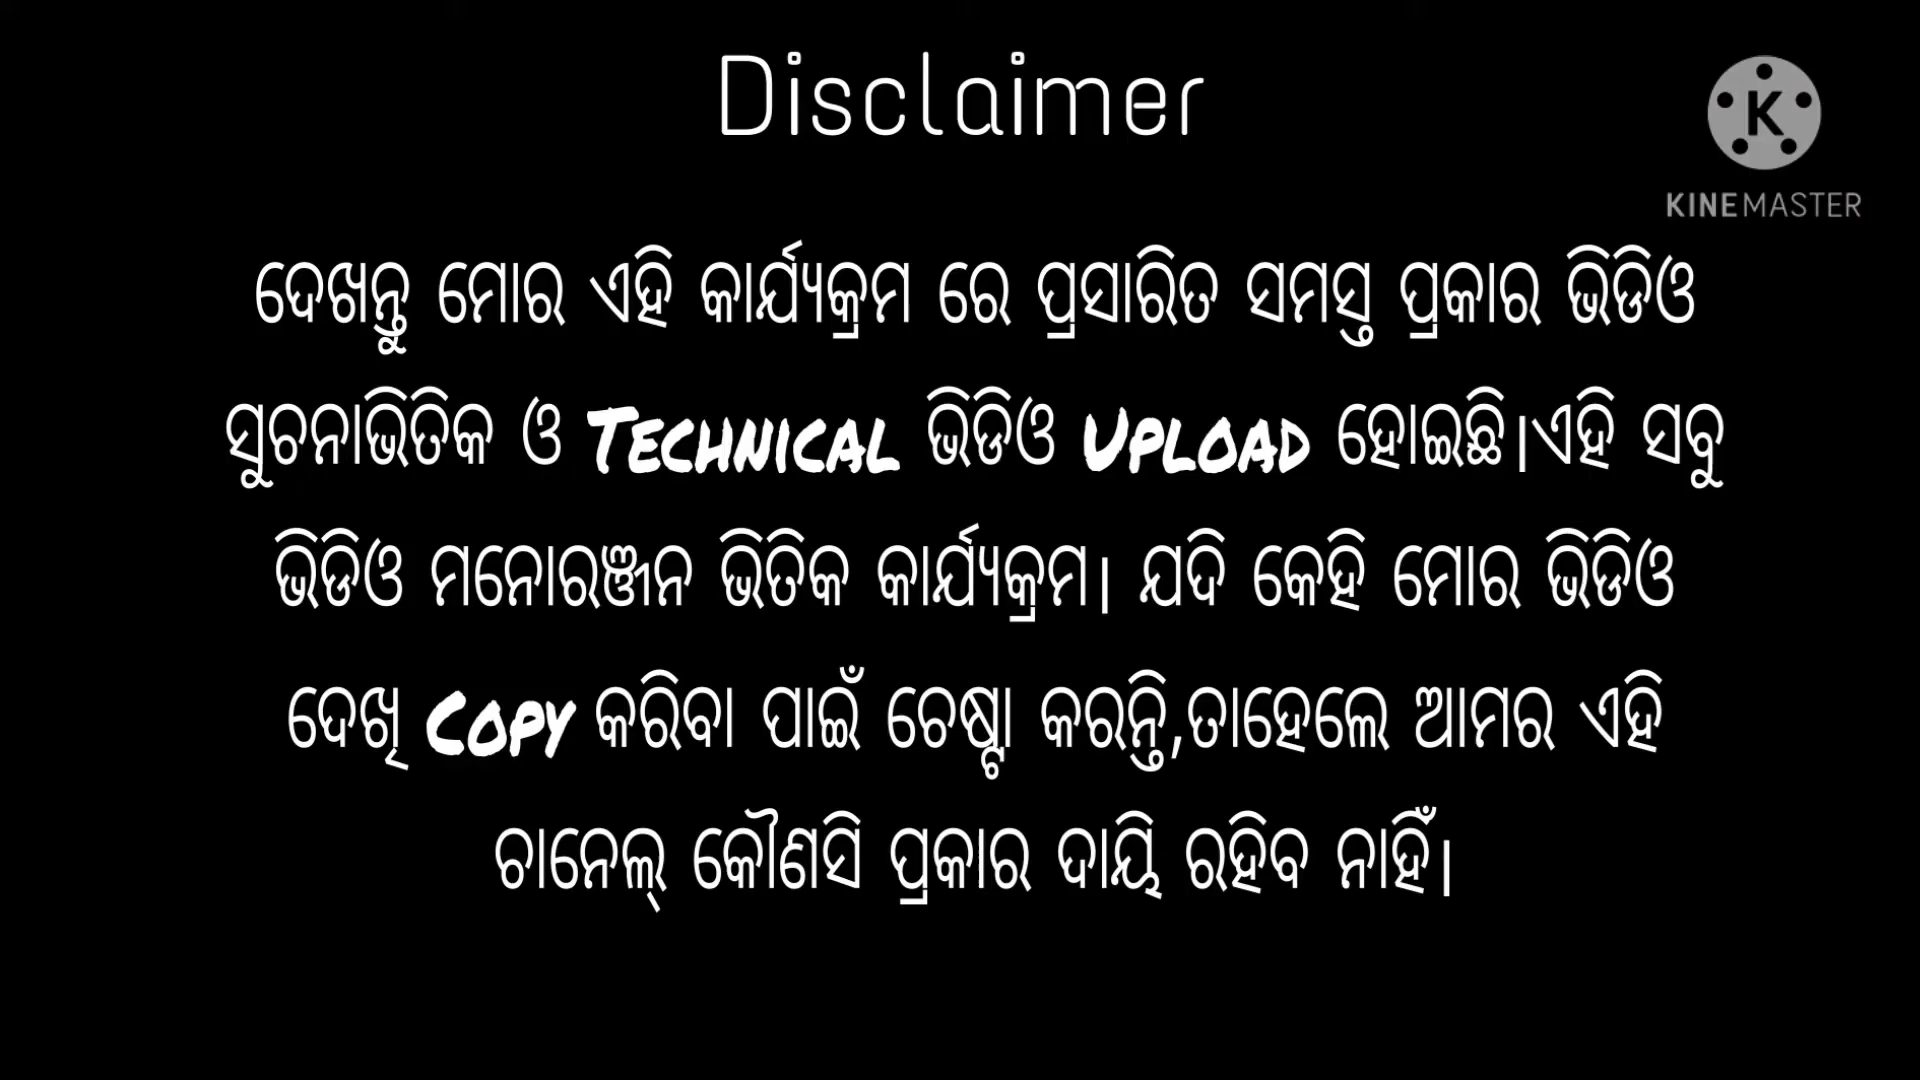 Disclaimer
K
KINEMASTER
ଦେଖନ୍ତୁ ମୋର ଏହି କାର୍ଯ୍ୟକ୍ରମ ରେ ପ୍ରସାରିତ ସମସ୍ତ ପ୍ରକାର ଭିଡିଓ
ସୁଚନାଭିତିକ ଓ TECHNICAL ଭିଡିଓ UPLOAD ହୋଇଛି।ଏହି ସବୁ
ଭିଡିଓ ମନୋରଞ୍ଜନ ଭିତିକ କାର୍ଯ୍ୟକ୍ରମ। ଯଦି କେହି ମୋର ଭିଡିଓ
ଦେଖି COPY କରିବା ପାଇଁ ଚେଷ୍ଟା କରନ୍ତି,ତାହେଲେ ଆମର ଏହି
ଚାନେଲ୍ କୌଣସି ପ୍ରକାର ଦାୟି ରହିବ ନାହିଁ।